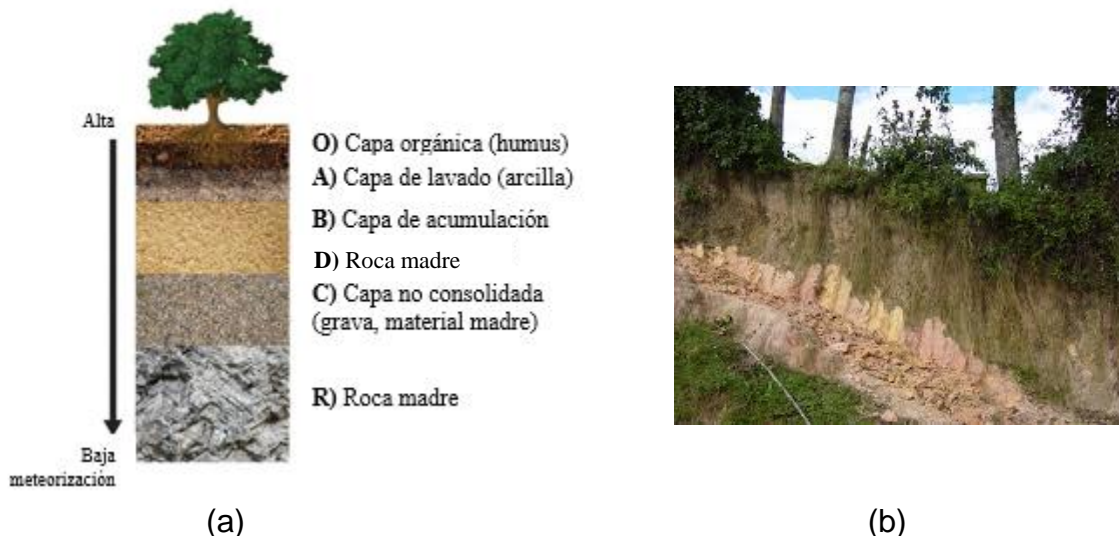 Alta
O) Capa orgánica (humus)
A) Capa de lavado (arcilla)
B) Capa de acumulación
D) Roca madre
C) Capa no consolidada
(grava, material madre)
R) Roca madre
Baja
meteorización
(a)
(b)